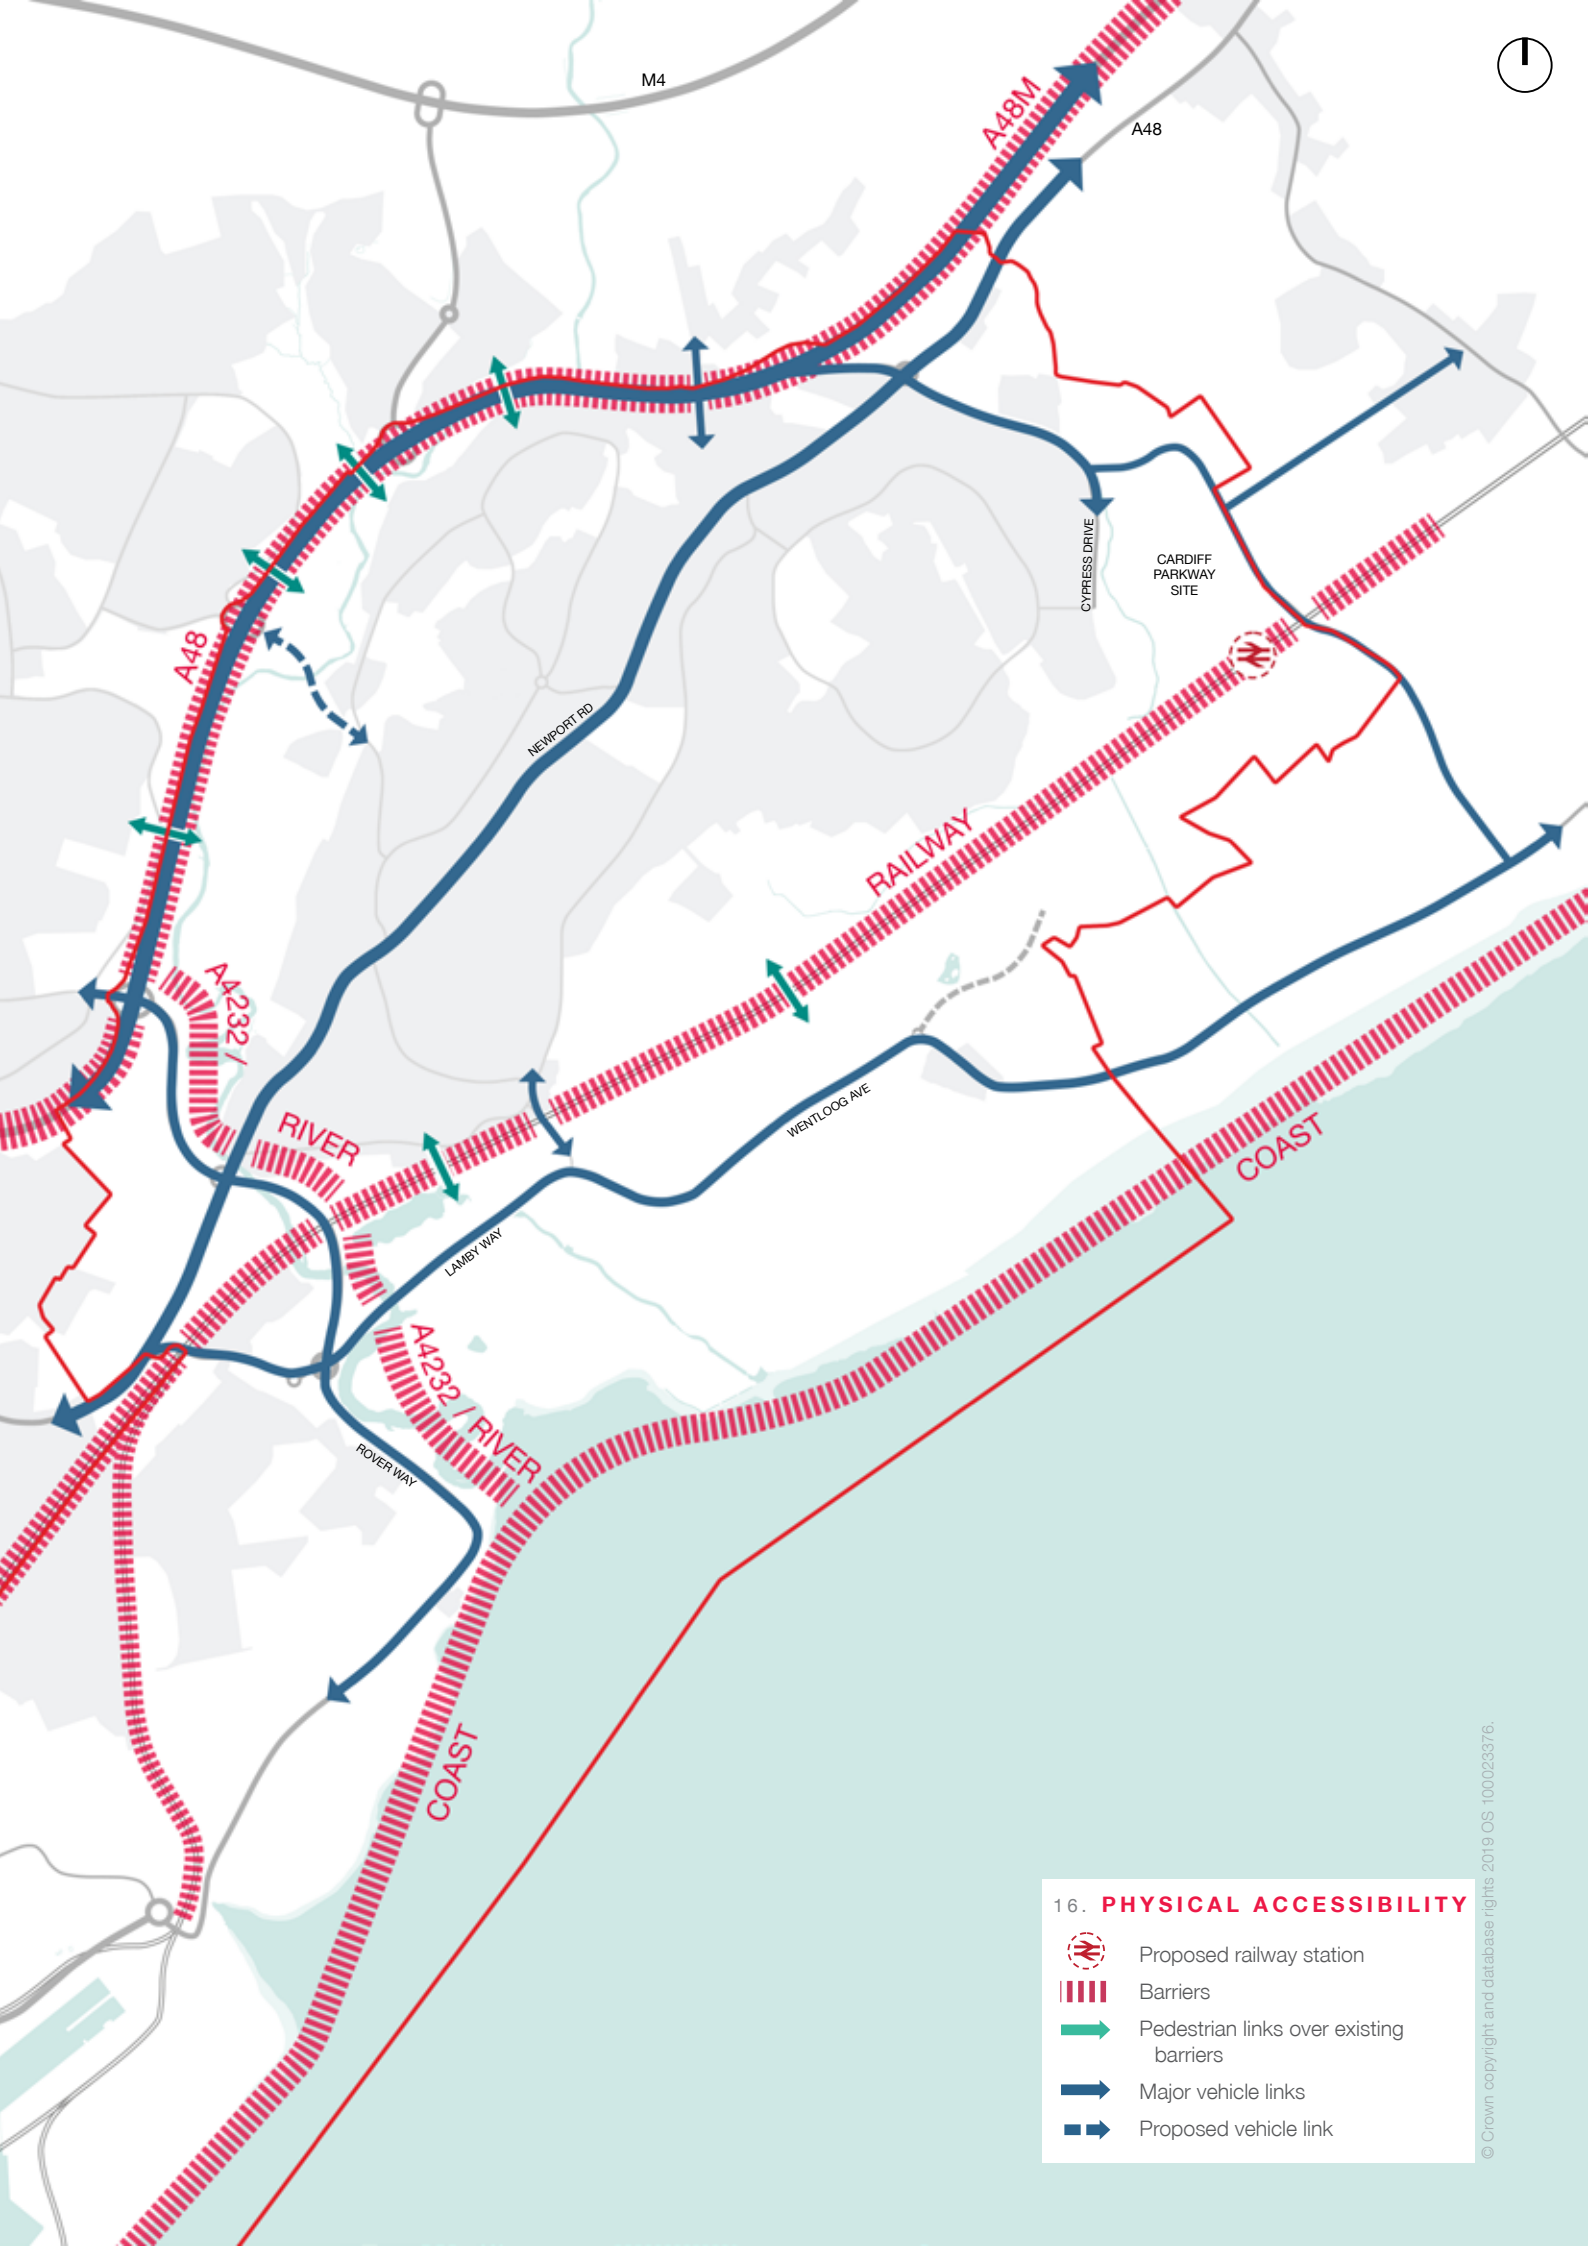 M4
A48M
A48
CYPRESS DRIVE
CARDIFF
PARKWAY
SITE
A48
NEWPORT RD
RAILWAY
A4232 /
RIVER
WENTLOOG AVE
COAST
LAMBY WAY
A4232 / RIVER
ROVER WAY
COAST
16. PHYSICAL ACCESSIBILITY
Proposed railway station
Barriers
Pedestrian links over existing
barriers
Major vehicle links
Proposed vehicle link
© Crown copyright and database rights 2019 OS 100023376.